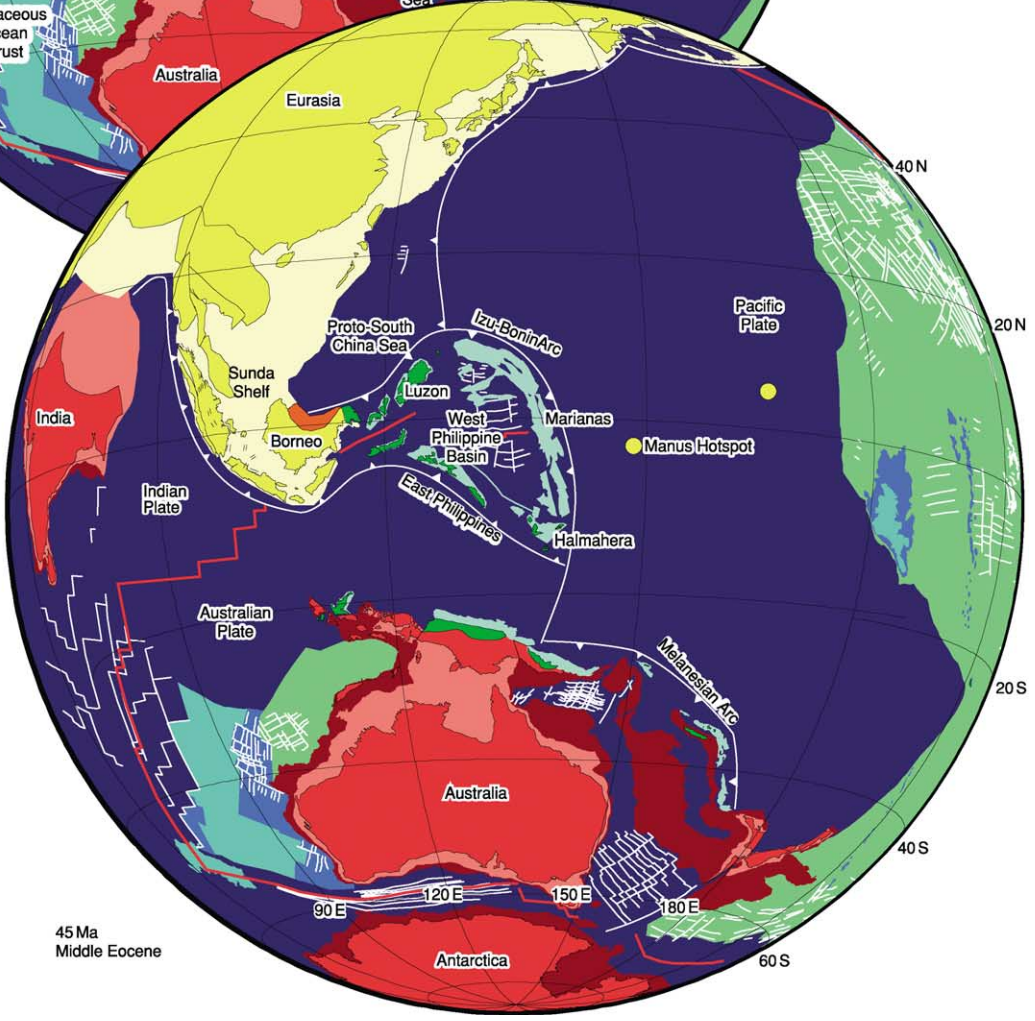 Sea
aceous
cean
rust
Australia
Eurasia
40 N
Pacific
Plate
20 N
Izu-BoninArc
Proto-South
China Sea
Sunda
Shelf
Luzon
India
Borneo
West
Philippine
Basin
Marianas
Manus Hotspot
Indian
Plate
East Philippines
Halmahera
Australian
Plate
Melanesian Arc
20 S
Australia
40 S
90 E
120 E
150 E
180 E
45 Ma
Middle Eocene
Antarctica
60 S